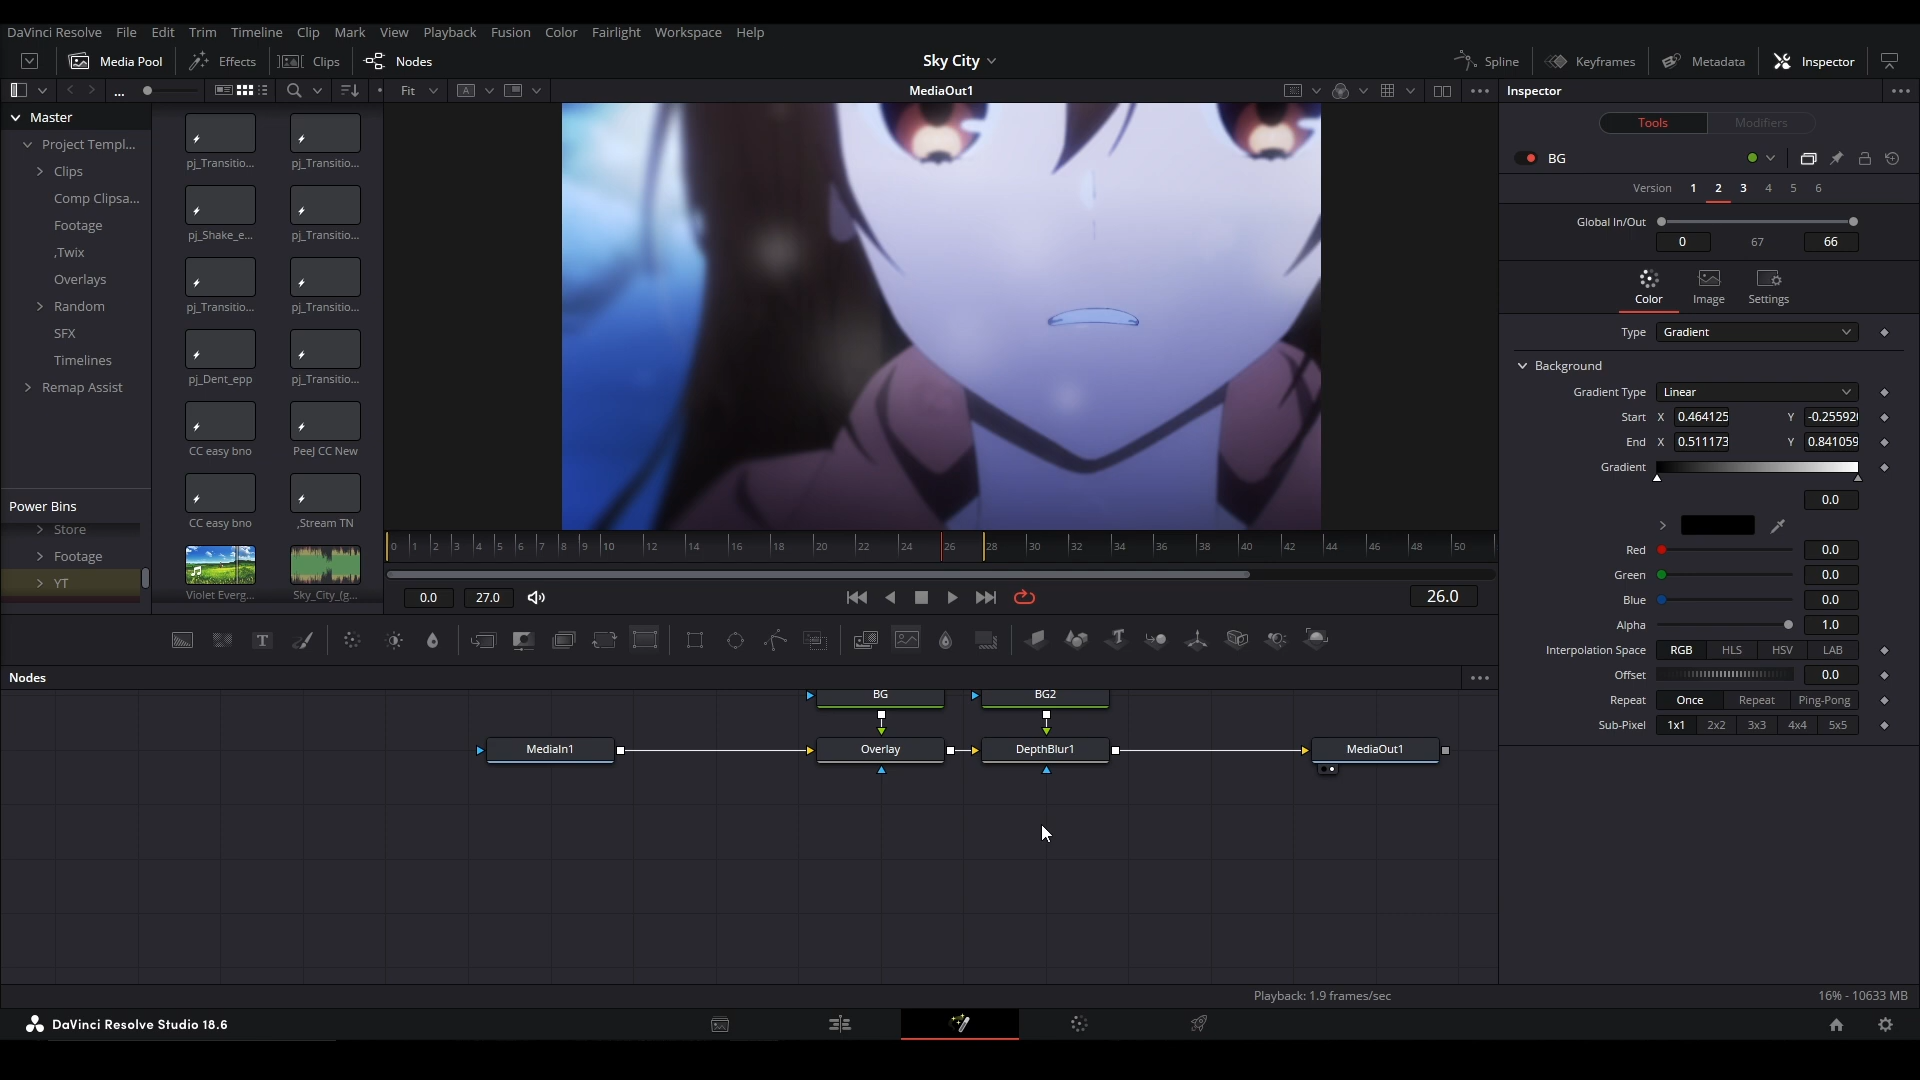 DaVinci Resolve File Edit Trim Timeline Clip Mark View Playback Fusion Color Fairlight Workspace Help
Media Pool Effects Clips Nodes Sky City Spline Keyframes Metadata Inspector
... Fit A MediaOut1 Inspector
Master
Project Templ...
Clips
Comp Clipsa...
Footage
,Twix
Overlays
Random
SFX
Timelines
Remap Assist
Power Bins
Store
Footage
YT
pj_Transitio... pj_Transitio...
pj_Shake_e... pj_Transitio...
pj_Transitio... pj_Transitio...
pj_Dent_epp pj_Transitio...
CC easy bno PeeJ CC New
CC easy bno ,Stream TN
Violet Everg... Sky_City_(g...
0 1 2 3 4 5 6 7 8 9 10 12 14 16 18 20 22 24 26 28 30 32 34 36 38 40 42 44 46 48 50
0.0 27.0 26.0
T
Nodes
BG BG2
MediaIn1 Overlay DepthBlur1 MediaOut1
Tools Modifiers
BG
Version 1 2 3 4 5 6
Global In/Out
0 67 66
Color Image Settings
Type Gradient
Background
Gradient Type Linear
Start X 0.464125 Y -0.25592
End X 0.511173 Y 0.841059
Gradient
0.0
Red 0.0
Green 0.0
Blue 0.0
Alpha 1.0
Interpolation Space RGB HLS HSV LAB
Offset 0.0
Repeat Once Repeat Ping-Pong
Sub-Pixel 1x1 2x2 3x3 4x4 5x5
Playback: 1.9 frames/sec 16% - 10633 MB
DaVinci Resolve Studio 18.6